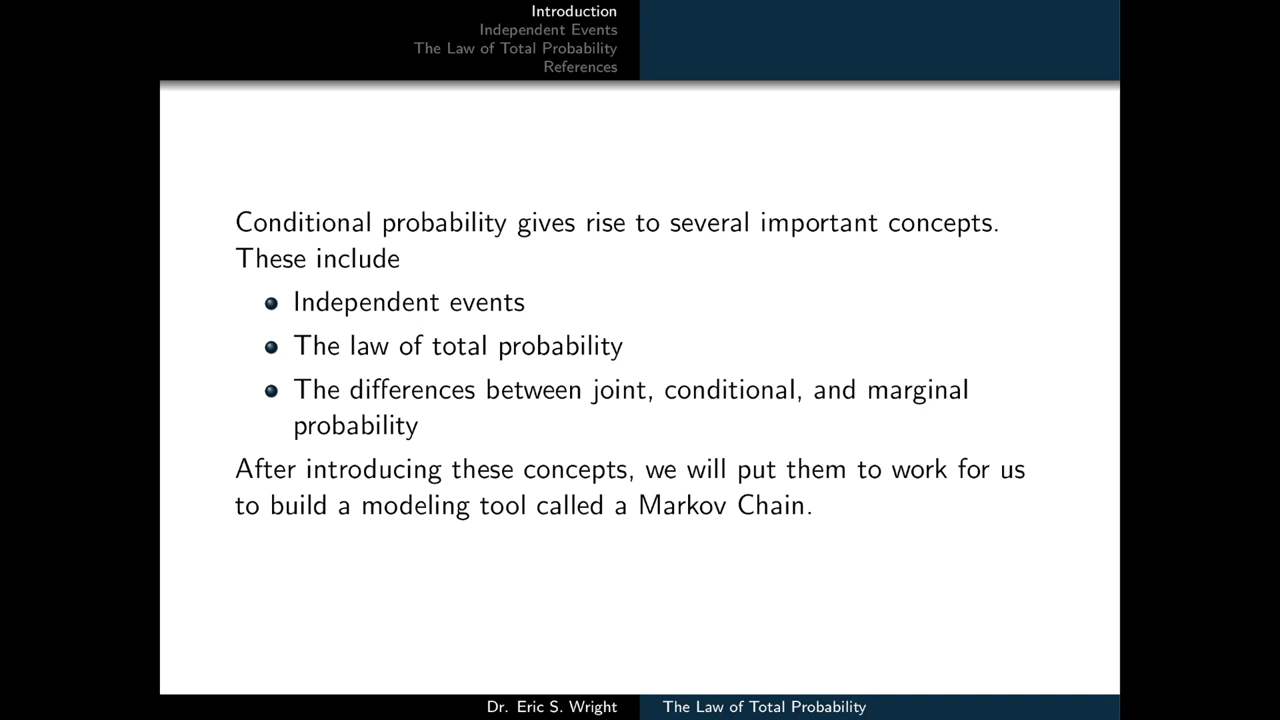 Introduction
Independent Events
The Law of Total Probability
References
Conditional probability gives rise to several important concepts.
These include
Independent events
The law of total probability
The differences between joint, conditional, and marginal
probability
After introducing these concepts, we will put them to work for us
to build a modeling tool called a Markov Chain.
Dr. Eric S. Wright
The Law of Total Probability